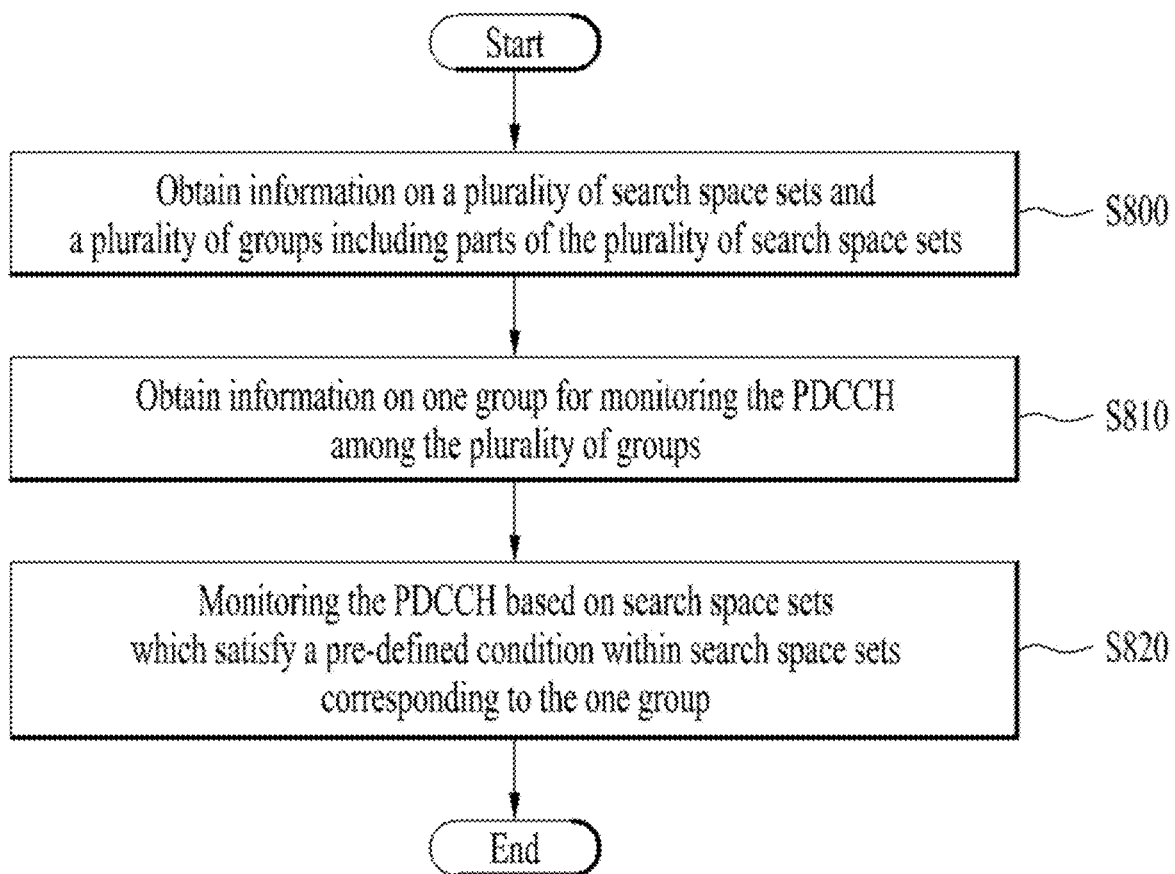 Start
Obtain information on a plurality of search space sets and
a plurality of groups including parts of the plurality of search space sets
S800
Obtain information on one group for monitoring the PDCCH
among the plurality of groups
S810
Monitoring the PDCCH based on search space sets
which satisfy a pre-defined condition within search space sets
corresponding to the one group
S820
End